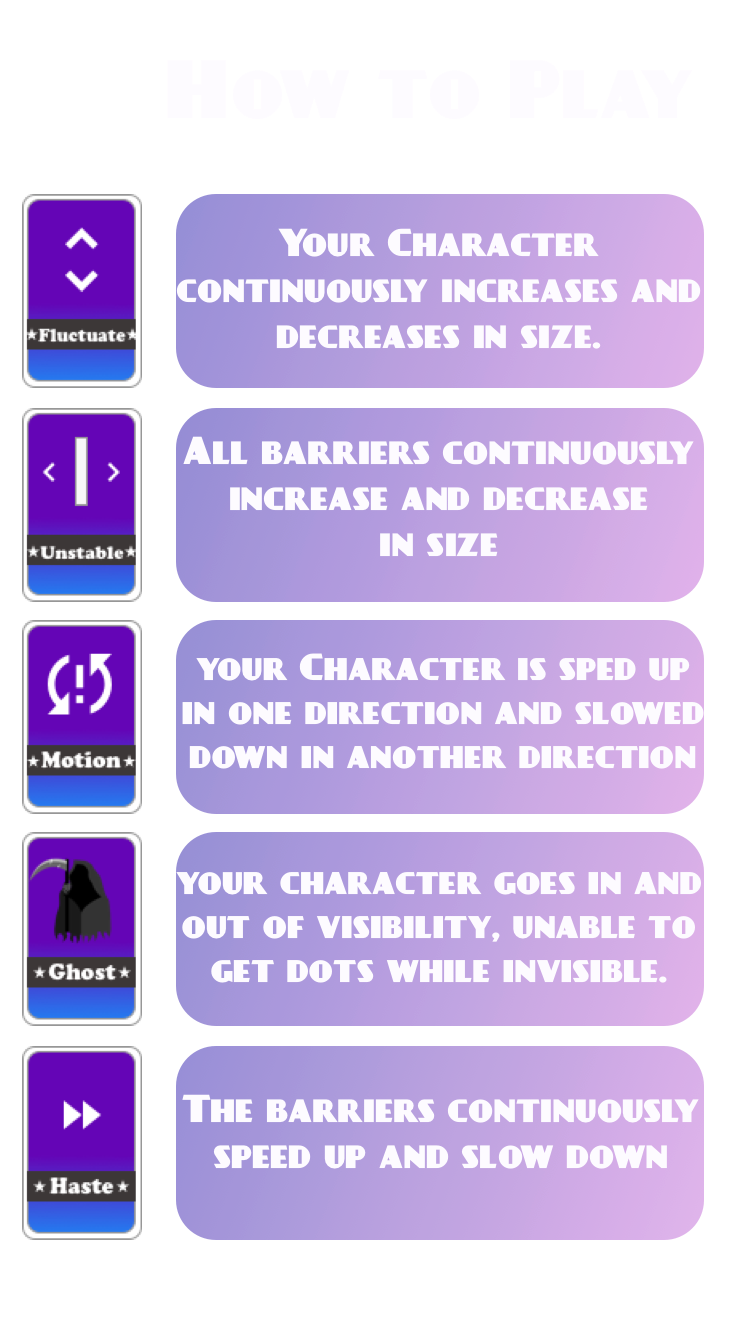 How to Play
★Fluctuate★
Your Character
continuously increases and
decreases in size.
★Unstable★
All barriers continuously
increase and decrease
in size
★Motion★
your Character is sped up
in one direction and slowed
down in another direction
★Ghost★
Your character goes in and
out of visibility, unable to
get dots while invisible.
★Haste★
The barriers continuously
speed up and slow down